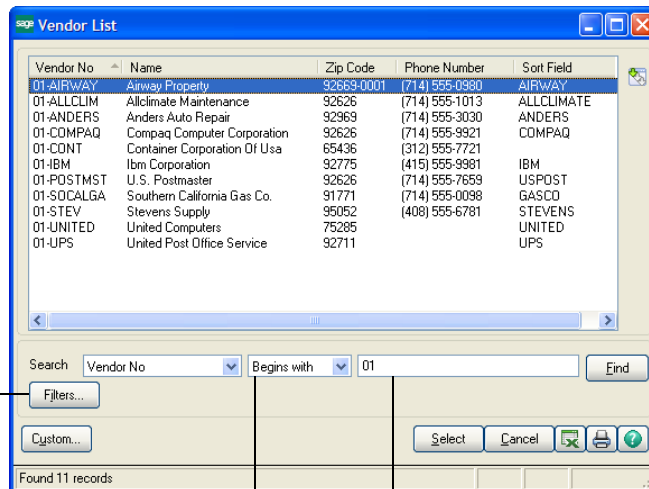 sage Vendor List
Vendor No Name Zip Code Phone Number Sort Field
01-AIRWAY Airway Property 92669-0001 (714) 555-0980 AIRWAY
01-ALLCLIM Allclimate Maintenance 92626 (714) 555-1013 ALLCLIMATE
01-ANDERS Anders Auto Repair 92969 (714) 555-3030 ANDERS
01-COMPAQ Compaq Computer Corporation 92626 (714) 555-9921 COMPAQ
01-CONT Container Corporation Of Usa 65436 (312) 555-7721
01-IBM Ibm Corporation 92775 (415) 555-9981 IBM
01-POSTMST U.S. Postmaster 92626 (714) 555-7659 USPOST
01-SOCALGA Southern California Gas Co. 91771 (714) 555-0098 GASCO
01-STEV Stevens Supply 95052 (408) 555-6781 STEVENS
01-UNITED United Computers 75285 UNITED
01-UPS United Post Office Service 92711 UPS
Search Vendor No Begins with 01 Find
Filters...
Custom... Select Cancel
Found 11 records